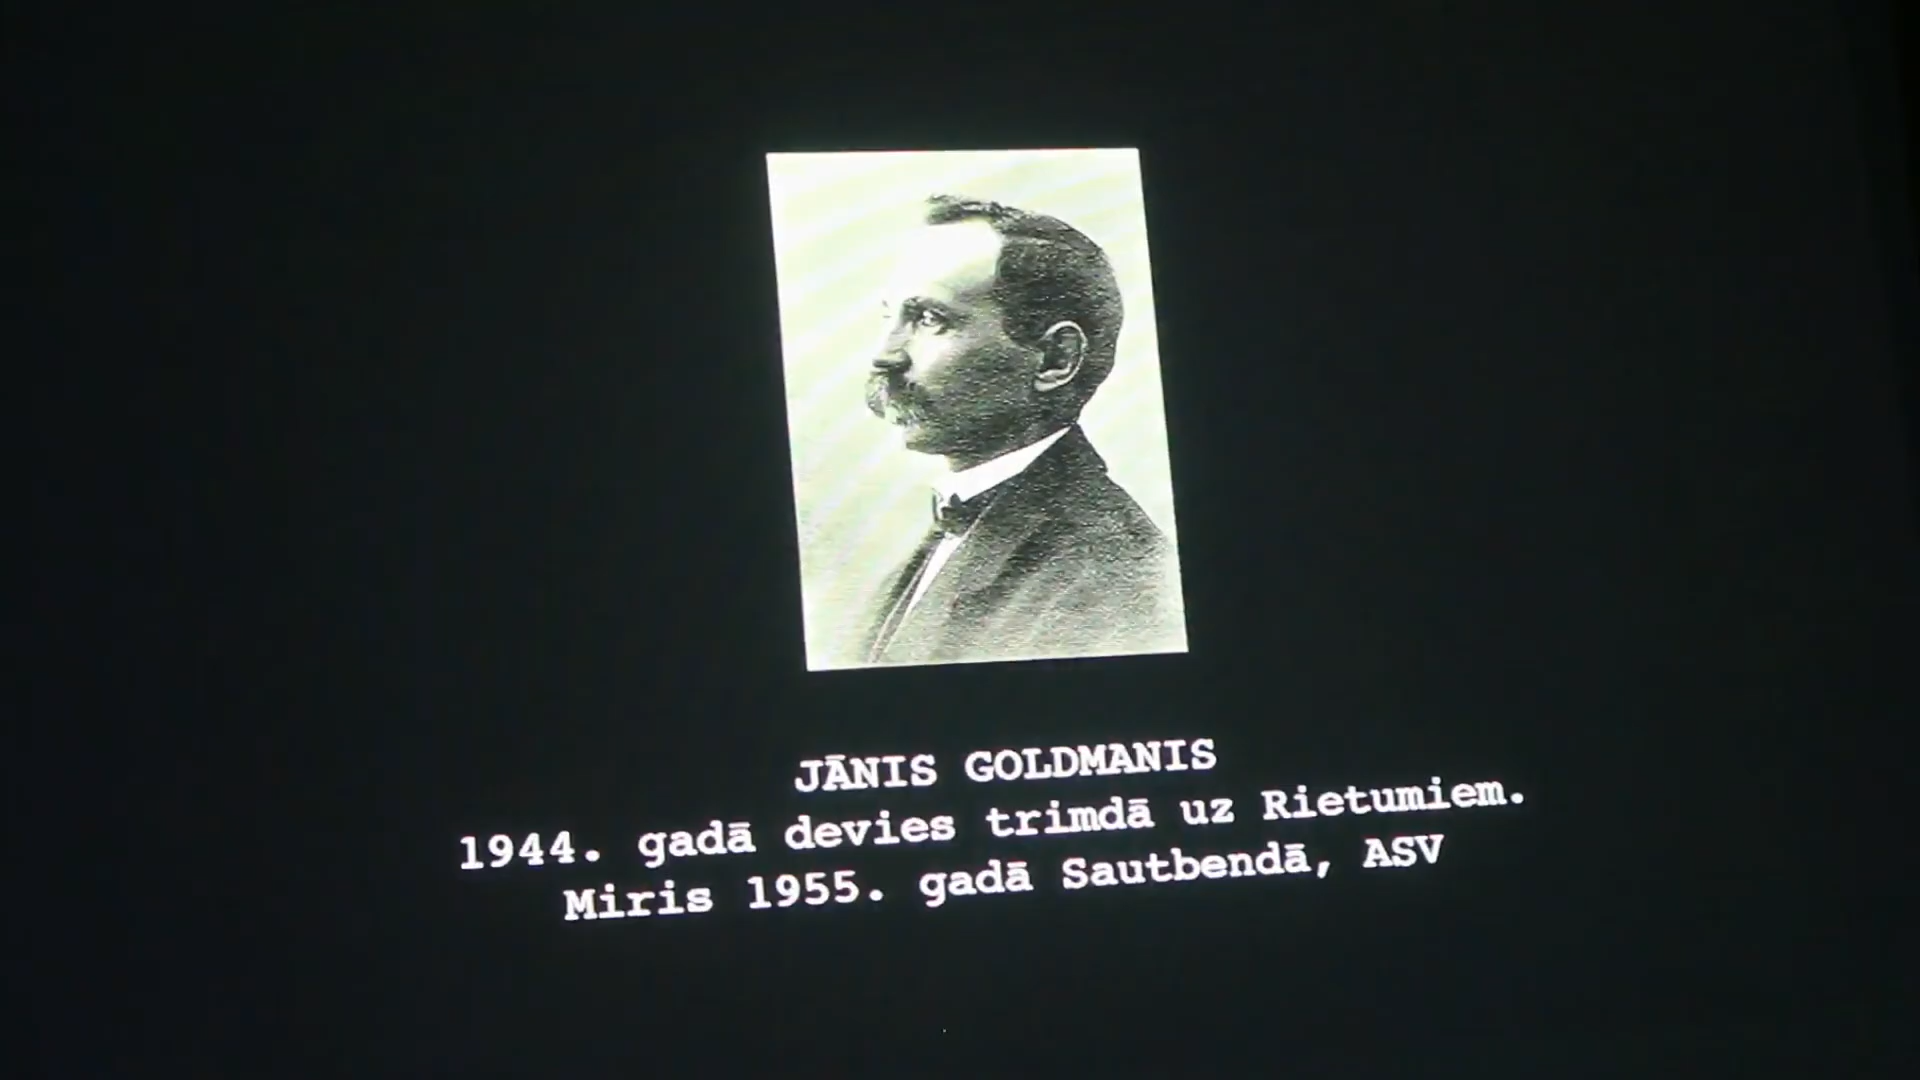 JĀNIS GOLDMANIS
1944. gadā devies trimdā uz Rietumiem.
Miris 1955. gadā Sautbendā, ASV